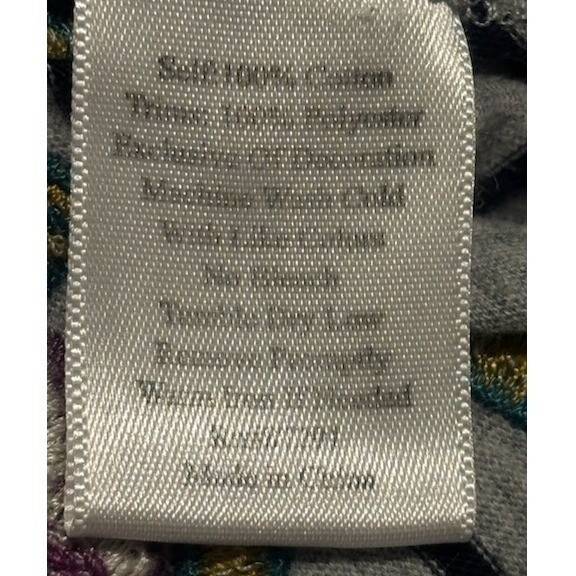 Self: 100% Cotton
Trims: 100% Polyester
Exclusive Of Decoration
Machine Wash Cold
With Like Colors
No Bleach
Tumble Dry Low
Remove Promptly
Warm Iron If Needed
Made in China